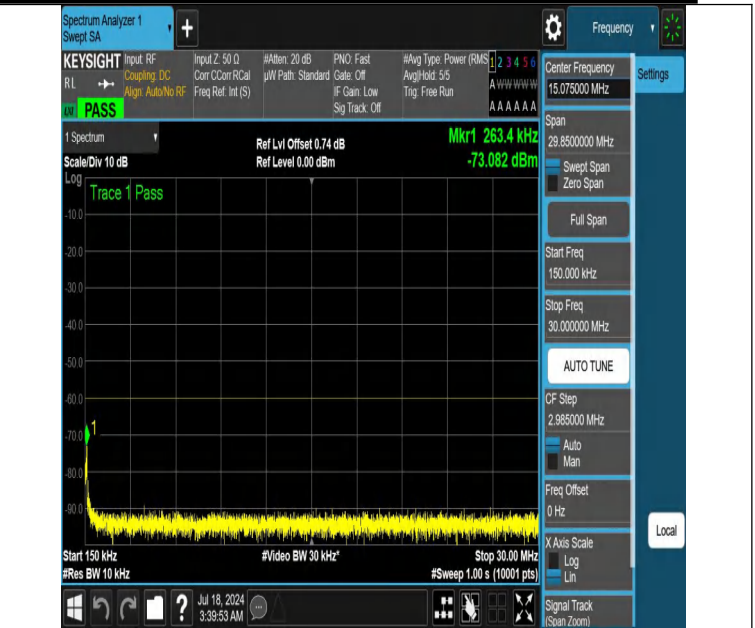 Spectrum Analyzer 1
Swept SA
+
Frequency
KEYSIGHT
RL
PASS
Input: RF
Coupling: DC
Align: Auto/No RF
Input Z: 50 Ω
Corr CCorr RCal
Freq Ref: Int (S)
#Atten: 20 dB
µW Path: Standard
PNO: Fast
Gate: Off
IF Gain: Low
Sig Track: Off
#Avg Type: Power (RMS
Avg|Hold: 5/5
Trig: Free Run
1 2 3 4 5 6
A W W W W W
A A A A A A
1 Spectrum
Scale/Div 10 dB
Ref Lvl Offset 0.74 dB
Ref Level 0.00 dBm
Mkr1 263.4 kHz
-73.082 dBm
Log
Trace 1 Pass
-10.0
-20.0
-30.0
-40.0
-50.0
-60.0
-70.0
-80.0
-90.0
1
Start 150 kHz
#Video BW 30 kHz*
Stop 30.00 MHz
#Res BW 10 kHz
#Sweep 1.00 s (10001 pts)
?
Jul 18, 2024
3:39:53 AM
Center Frequency
15.075000 MHz
Settings
Span
29.8500000 MHz
Swept Span
Zero Span
Full Span
Start Freq
150.000 kHz
Stop Freq
30.000000 MHz
AUTO TUNE
CF Step
2.985000 MHz
Auto
Man
Freq Offset
0 Hz
Local
X Axis Scale
Log
Lin
Signal Track
(Span Zoom)